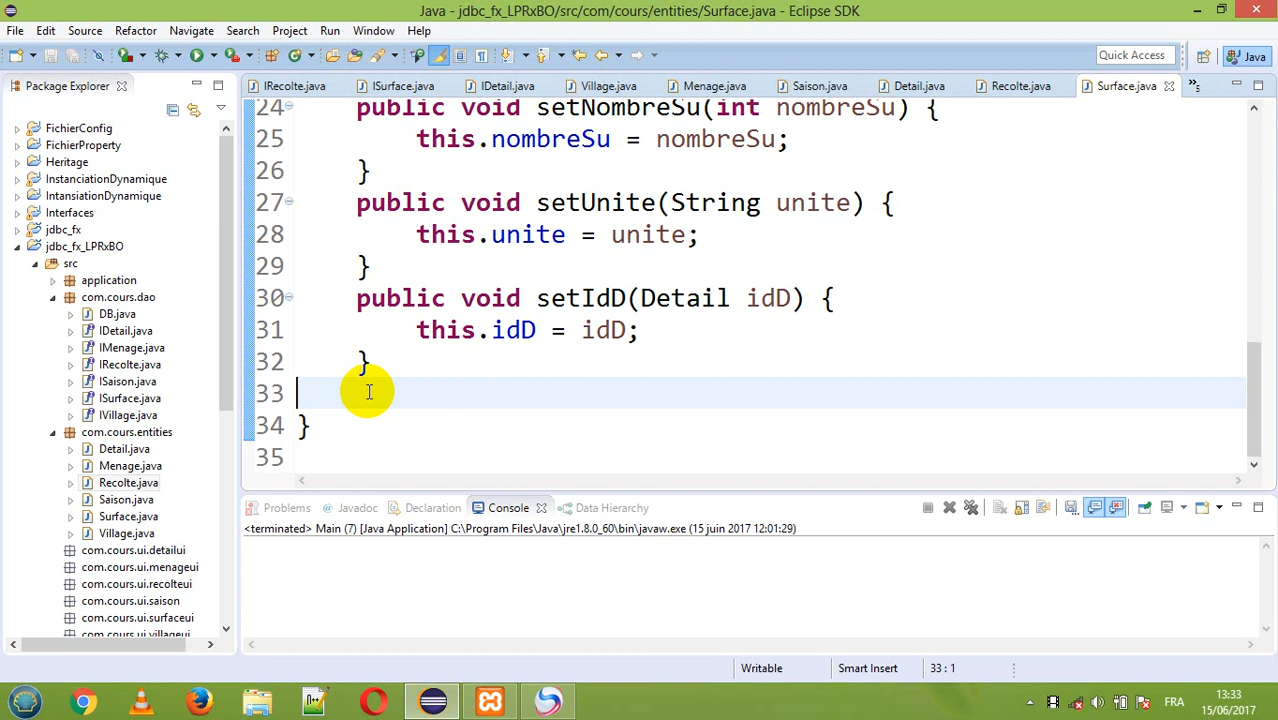 Java - jdbc_fx_LPRxBO/src/com/cours/entities/Surface.java - Eclipse SDK
File Edit Source Refactor Navigate Search Project Run Window Help
Quick Access
Java
Package Explorer
FichierConfig
FichierProperty
Heritage
InstanciationDynamique
IntansiationDynamique
Interfaces
jdbc_fx
jdbc_fx_LPRxBO
src
application
com.cours.dao
DB.java
IDetail.java
IMenage.java
IRecolte.java
ISaison.java
ISurface.java
IVillage.java
com.cours.entities
Detail.java
Menage.java
Recolte.java
Saison.java
Surface.java
Village.java
com.cours.ui.detailui
com.cours.ui.menageui
com.cours.ui.recolteui
com.cours.ui.saison
com.cours.ui.surfaceui
com.cours.ui.villageui
IRecolte.java ISurface.java IDetail.java Village.java Menage.java Saison.java Detail.java Recolte.java Surface.java »5
24 public void setNombreSu(int nombreSu) {
25 this.nombreSu = nombreSu;
26 }
27 public void setUnite(String unite) {
28 this.unite = unite;
29 }
30 public void setIdD(Detail idD) {
31 this.idD = idD;
32 }
33
34 }
35
Problems @ Javadoc Declaration Console Data Hierarchy
<terminated> Main (7) [Java Application] C:\Program Files\Java\jre1.8.0_60\bin\javaw.exe (15 juin 2017 12:01:29)
Writable Smart Insert 33 : 1
FRA
13:33
15/06/2017